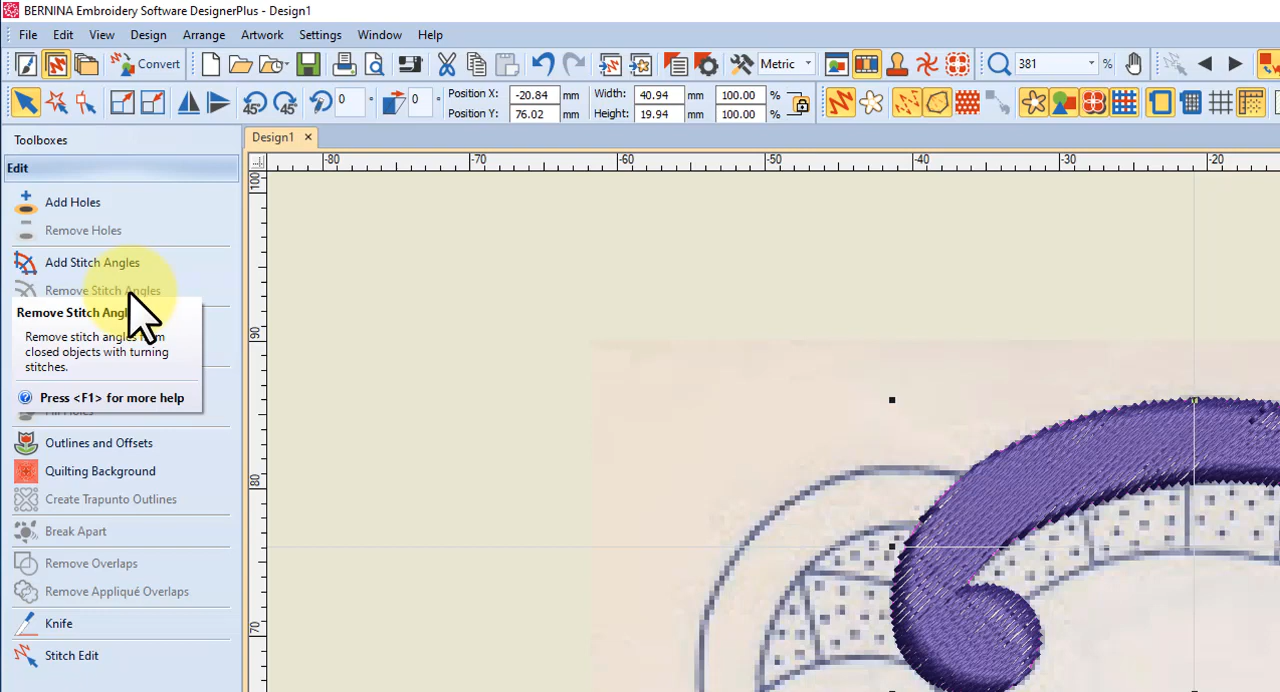 BERNINA Embroidery Software DesignerPlus - Design1
File Edit View Design Arrange Artwork Settings Window Help
Convert Metric 381 %
45° 45° 0 ° 0 ° Position X: -20.84 mm Width: 40.94 mm 100.00 %
Position Y: 76.02 mm Height: 19.94 mm 100.00 %
Toolboxes
Design1 ×
Edit
-80 -70 -60 -50 -40 -30 -20
100
90
80
70
Add Holes
Remove Holes
Add Stitch Angles
Remove Stitch Angles
Remove Stitch
Remove stitch angles
closed objects with turning
stitches.
Press <F1> for more help
Outlines and Offsets
Quilting Background
Create Trapunto Outlines
Break Apart
Remove Overlaps
Remove Appliqué Overlaps
Knife
Stitch Edit